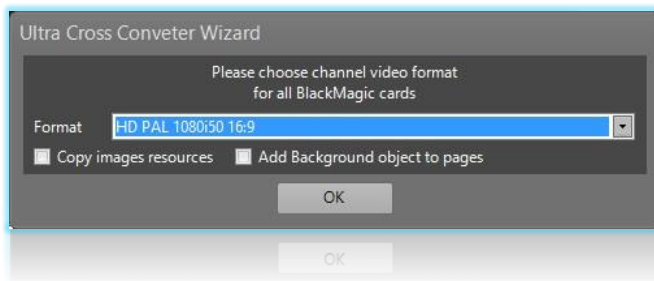 Ultra Cross Conveter Wizard
Please choose channel video format
for all BlackMagic cards
Format HD PAL 1080i50 16:9
Copy images resources Add Background object to pages
OK
OK